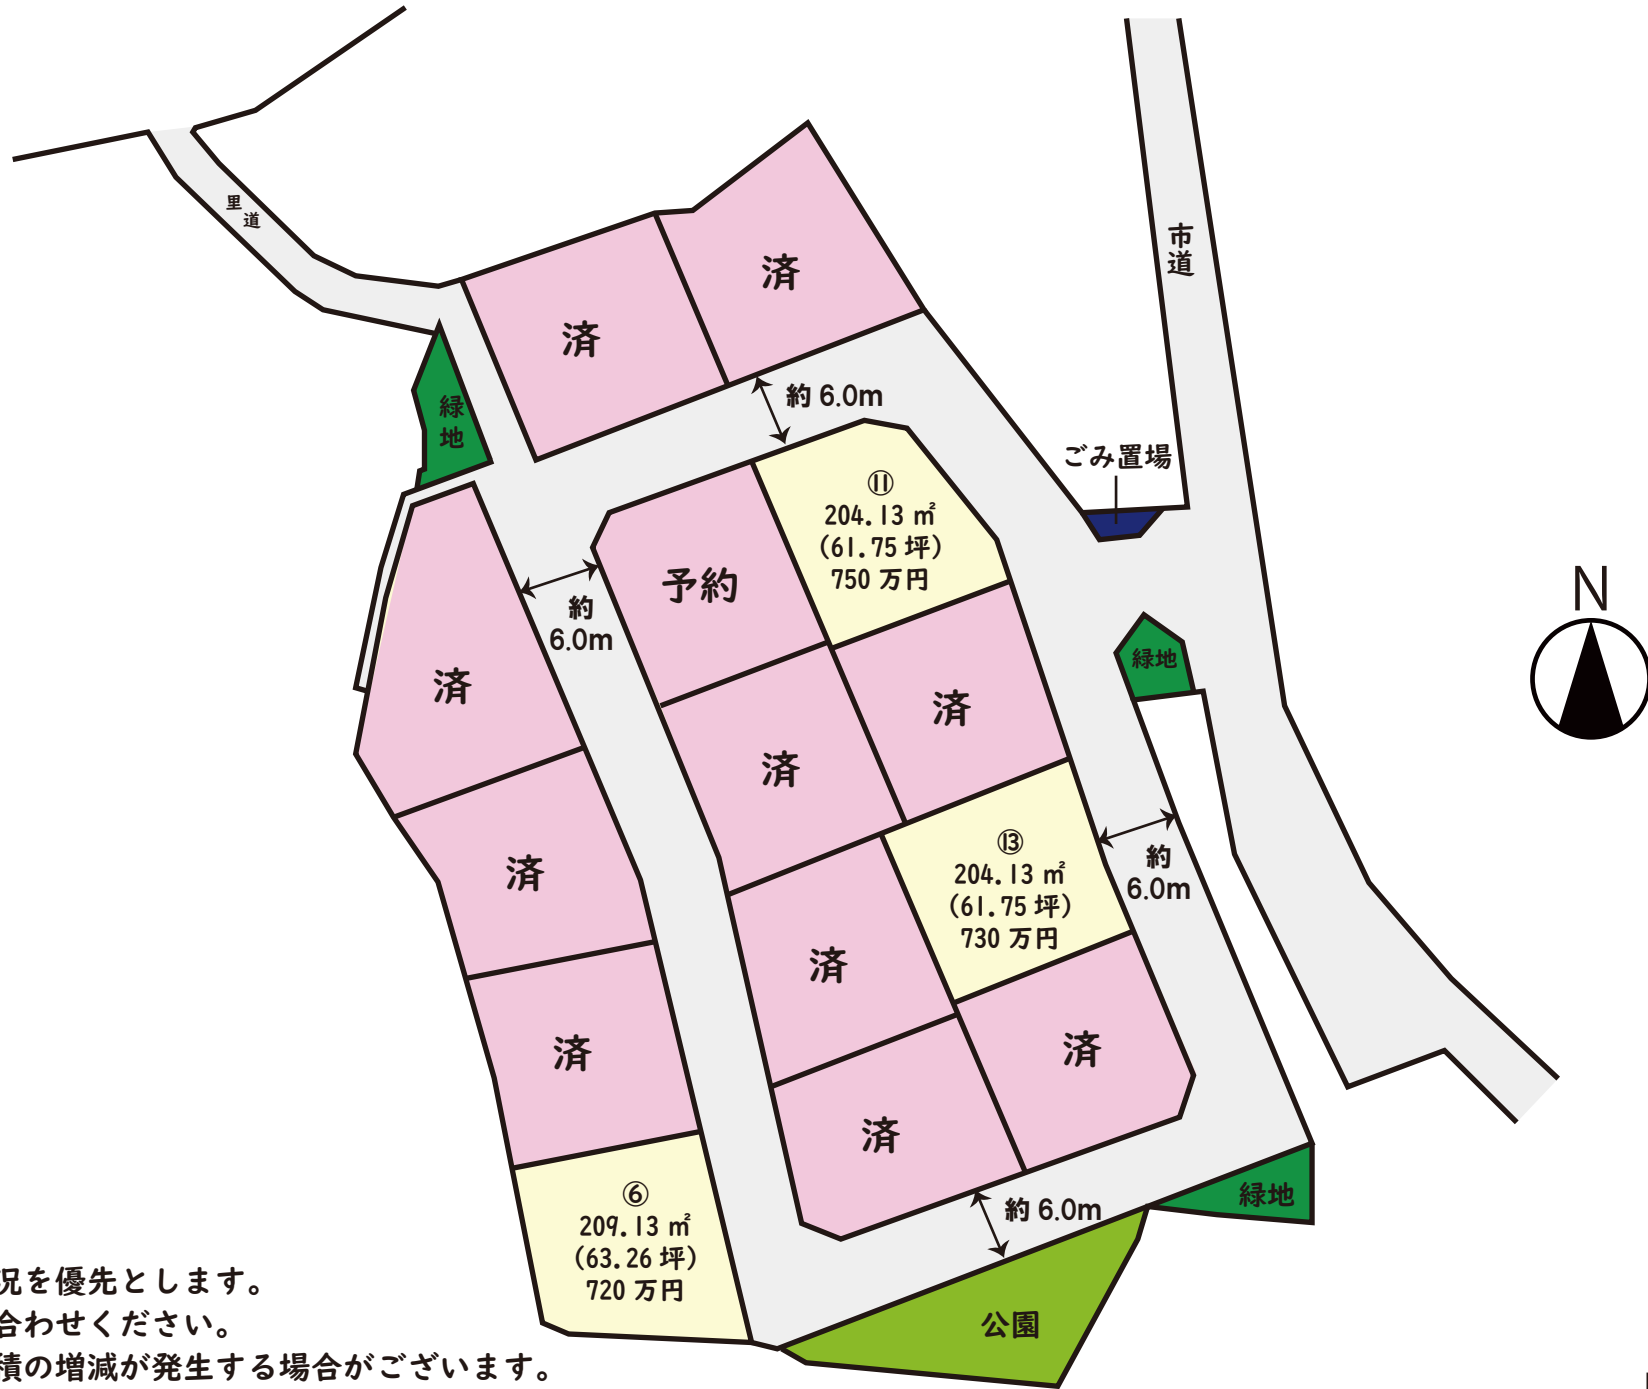 里道
市道
済
済
約 6.0m
緑地
ごみ置場
⑪
204.13 ㎡
(61.75 坪)
750 万円
予約
約
6.0m
N
緑地
済
済
済
⑬
204.13 ㎡
(61.75 坪)
730 万円
約
6.0m
済
済
済
済
済
緑地
⑥
209.13 ㎡
(63.26 坪)
720 万円
約 6.0m
公園
況を優先とします。
合わせください。
積の増減が発生する場合がございます。